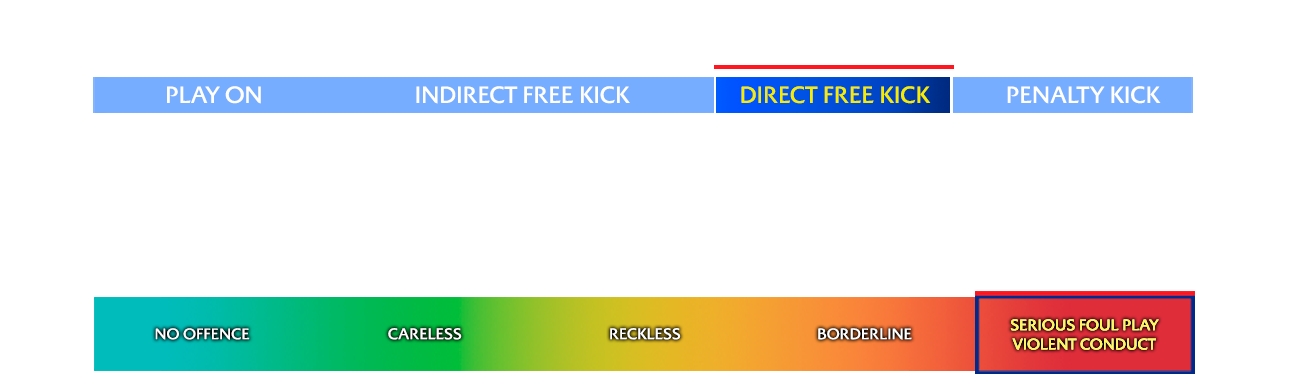 PLAY ON INDIRECT FREE KICK DIRECT FREE KICK PENALTY KICK
NO OFFENCE CARELESS RECKLESS BORDERLINE SERIOUS FOUL PLAY
VIOLENT CONDUCT